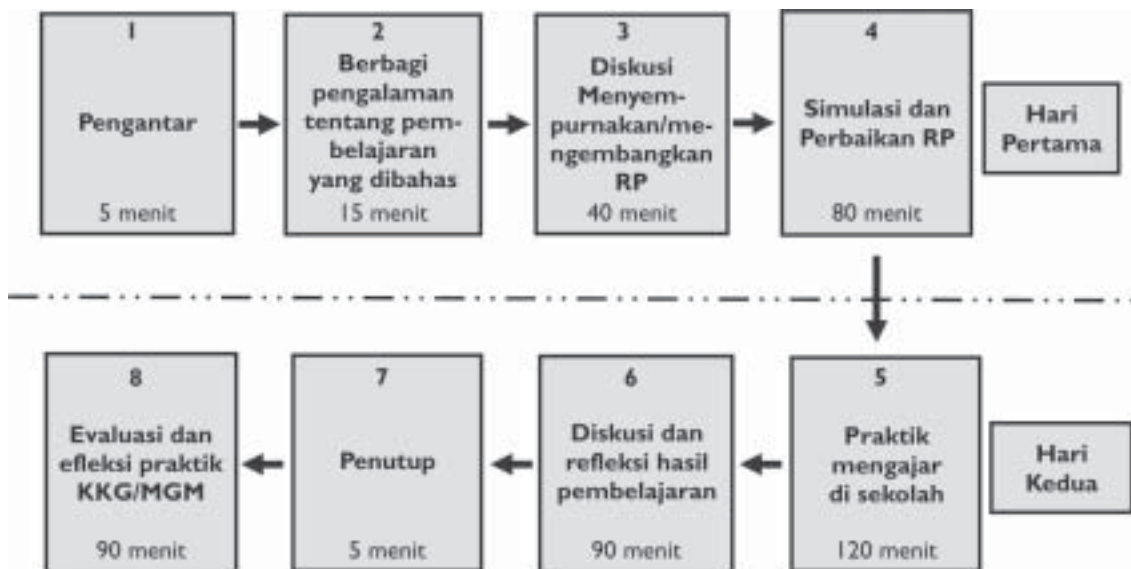 1
Pengantar
5 menit
2
Berbagi
pengalaman
tentang pem-
belajaran
yang dibahas
15 menit
3
Diskusi
Menyem-
purnakan/me-
ngembangkan
RP
40 menit
4
Simulasi dan
Perbaikan RP
80 menit
Hari
Pertama
5
Praktik
mengajar
di sekolah
120 menit
Hari
Kedua
6
Diskusi dan
refleksi hasil
pembelajaran
90 menit
7
Penutup
5 menit
8
Evaluasi dan
efleksi praktik
KKG/MGM
90 menit